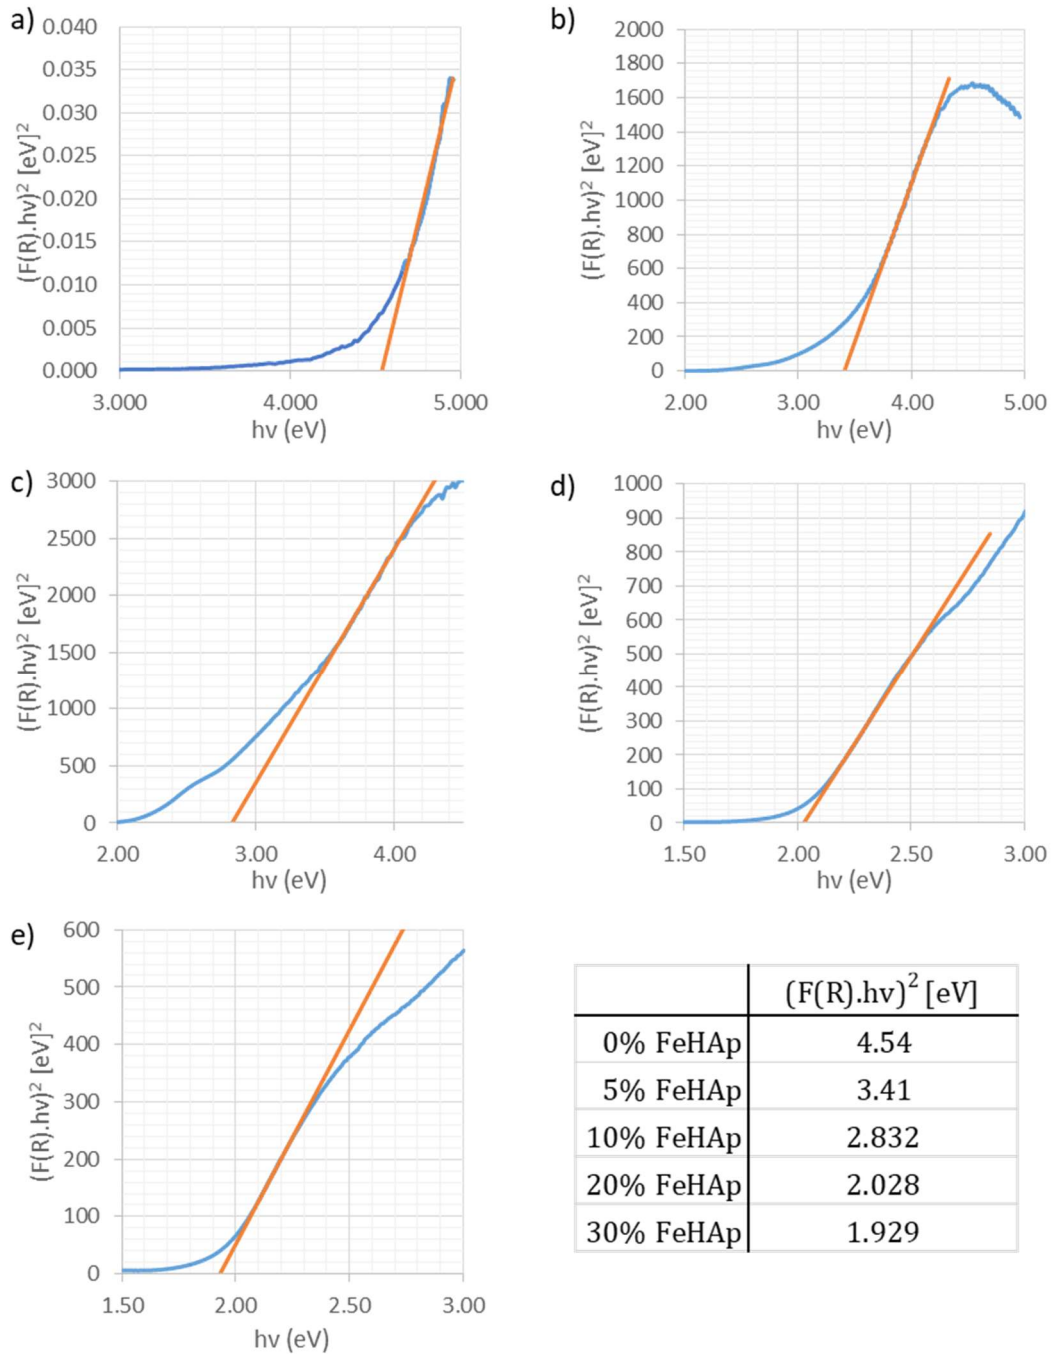 a)
0.040
0.035
0.030
0.025
0.020
0.015
0.010
0.005
0.000
(F(R).hv)² [eV]²
3.000 4.000 5.000
hv (eV)
b)
2000
1800
1600
1400
1200
1000
800
600
400
200
0
(F(R).hv)² [eV]²
2.00 3.00 4.00 5.00
hv (eV)
c)
3000
2500
2000
1500
1000
500
0
(F(R).hv)² [eV]²
2.00 3.00 4.00
hv (eV)
d)
1000
900
800
700
600
500
400
300
200
100
0
(F(R).hv)² [eV]²
1.50 2.00 2.50 3.00
hv (eV)
e)
600
500
400
300
200
100
0
(F(R).hv)² [eV]²
1.50 2.00 2.50 3.00
hv (eV)
(F(R).hv)² [eV]
0% FeHAp 4.54
5% FeHAp 3.41
10% FeHAp 2.832
20% FeHAp 2.028
30% FeHAp 1.929